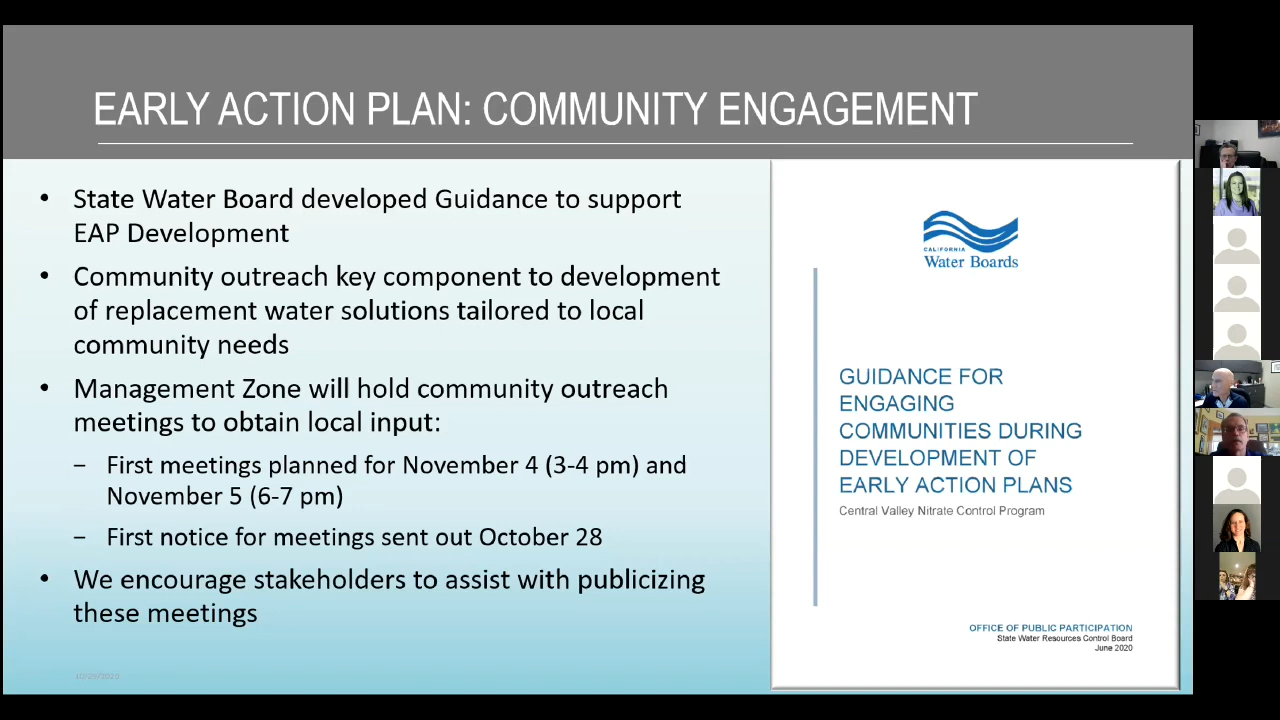 EARLY ACTION PLAN: COMMUNITY ENGAGEMENT
• State Water Board developed Guidance to support
EAP Development
• Community outreach key component to development
of replacement water solutions tailored to local
community needs
• Management Zone will hold community outreach
meetings to obtain local input:
− First meetings planned for November 4 (3-4 pm) and
November 5 (6-7 pm)
− First notice for meetings sent out October 28
• We encourage stakeholders to assist with publicizing
these meetings
CALIFORNIA
Water Boards
GUIDANCE FOR
ENGAGING
COMMUNITIES DURING
DEVELOPMENT OF
EARLY ACTION PLANS
Central Valley Nitrate Control Program
OFFICE OF PUBLIC PARTICIPATION
State Water Resources Control Board
June 2020